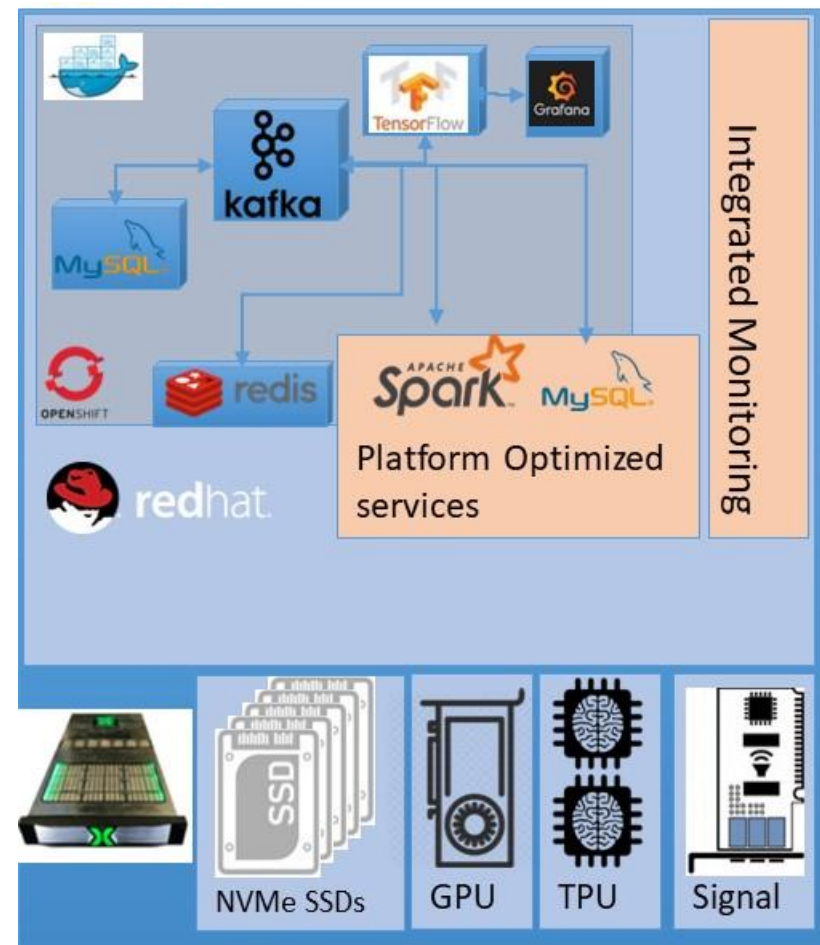 TensorFlow
Grafana
kafka
MySQL
OPENSHIFT
redis
APACHE
Spark™
MySQL
Platform Optimized
services
redhat.
Integrated Monitoring
SSD
NVMe SSDs
GPU
TPU
Signal